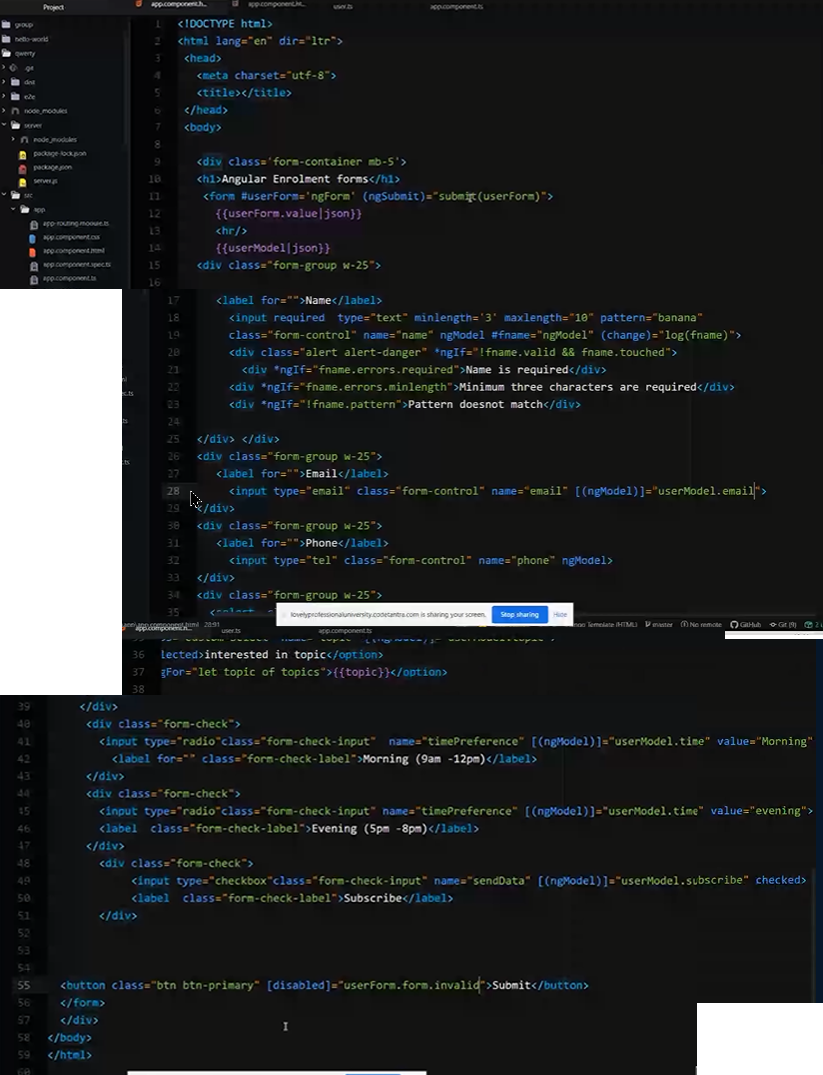 Project
app.component.h...
app.component.ht...
user.ts
app.component.ts
group
hello-world
qwerty
.git
dist
e2e
node_modules
server
node_modules
package-lock.json
package.json
server.js
src
app
app-routing.module.ts
app.component.css
app.component.html
app.component.spec.ts
app.component.ts
1 <!DOCTYPE html>
2 <html lang="en" dir="ltr">
3 <head>
4 <meta charset="utf-8">
5 <title></title>
6 </head>
7 <body>
8
9 <div class='form-container mb-5'>
10 <h1>Angular Enrolment forms</h1>
11 <form #userForm='ngForm' (ngSubmit)="submit(userForm)">
12 {{userForm.value|json}}
13 <hr/>
14 {{userModel|json}}
15 <div class="form-group w-25">
16
17 <label for="">Name</label>
18 <input required type="text" minlength='3' maxlength="10" pattern="banana"
19 class="form-control" name="name" ngModel #fname="ngModel" (change)="log(fname)">
20 <div class="alert alert-danger" *ngIf="!fname.valid && fname.touched">
21 <div *ngIf="fname.errors.required">Name is required</div>
22 <div *ngIf="fname.errors.minlength">Minimum three characters are required</div>
23 <div *ngIf="!fname.pattern">Pattern doesnot match</div>
24
25 </div> </div>
26 <div class="form-group w-25">
27 <label for="">Email</label>
28 <input type="email" class="form-control" name="email" [(ngModel)]="userModel.email">
29 </div>
30 <div class="form-group w-25">
31 <label for="">Phone</label>
32 <input type="tel" class="form-control" name="phone" ngModel>
33 </div>
34 <div class="form-group w-25">
35 <select
lovelyprofessionaluniversity.codetantra.com is sharing your screen. Stop sharing Hide
20:91 Template (HTML) master No remote GitHub Git (9)
app.component.h... user.ts app.component.ts
36 lected>interested in topic</option>
37 gFor="let topic of topics">{{topic}}</option>
38
39 </div>
40 <div class="form-check">
41 <input type="radio"class="form-check-input" name="timePreference" [(ngModel)]="userModel.time" value="Morning"
42 <label for="" class="form-check-label">Morning (9am -12pm)</label>
43 </div>
44 <div class="form-check">
45 <input type="radio"class="form-check-input" name="timePreference" [(ngModel)]="userModel.time" value="evening">
46 <label class="form-check-label">Evening (5pm -8pm)</label>
47 </div>
48 <div class="form-check">
49 <input type="checkbox"class="form-check-input" name="sendData" [(ngModel)]="userModel.subscribe" checked>
50 <label class="form-check-label">Subscribe</label>
51 </div>
52
53
54
55 <button class="btn btn-primary" [disabled]="userForm.form.invalid">Submit</button>
56 </form>
57 </div>
58 </body>
59 </html>
60